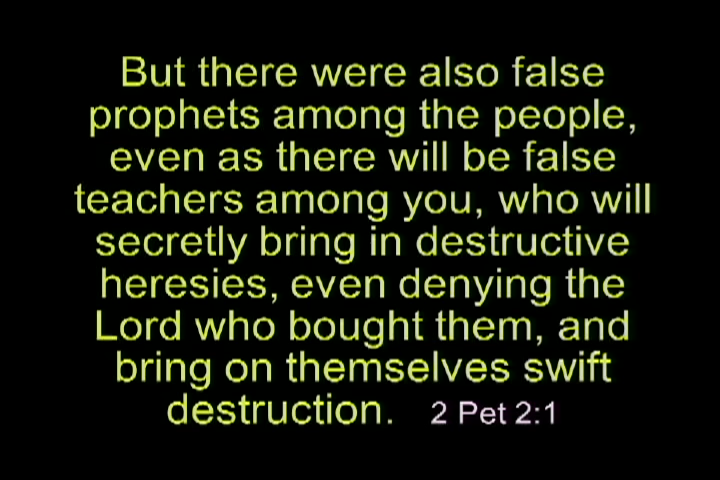 But there were also false
prophets among the people,
even as there will be false
teachers among you, who will
secretly bring in destructive
heresies, even denying the
Lord who bought them, and
bring on themselves swift
destruction. 2 Pet 2:1